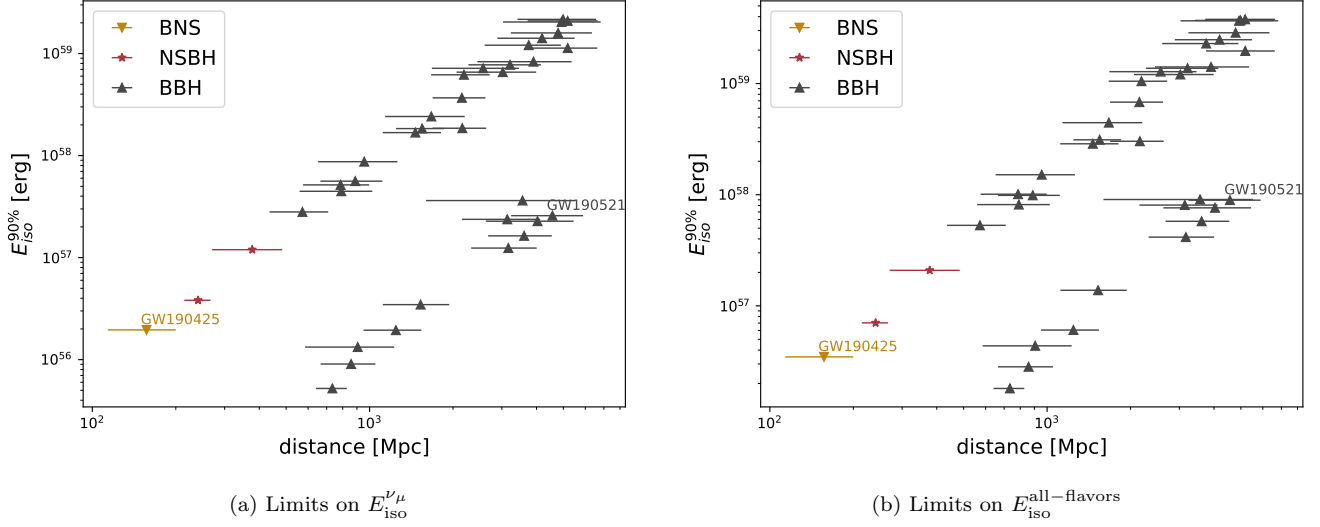 BNS
NSBH
BBH
10^59
10^58
10^57
10^56
E_iso^90% [erg]
GW190521
GW190425
10^2
10^3
distance [Mpc]
(a) Limits on E_iso^ν_μ
BNS
NSBH
BBH
10^59
10^58
10^57
E_iso^90% [erg]
GW190521
GW190425
10^2
10^3
distance [Mpc]
(b) Limits on E_iso^all−flavors